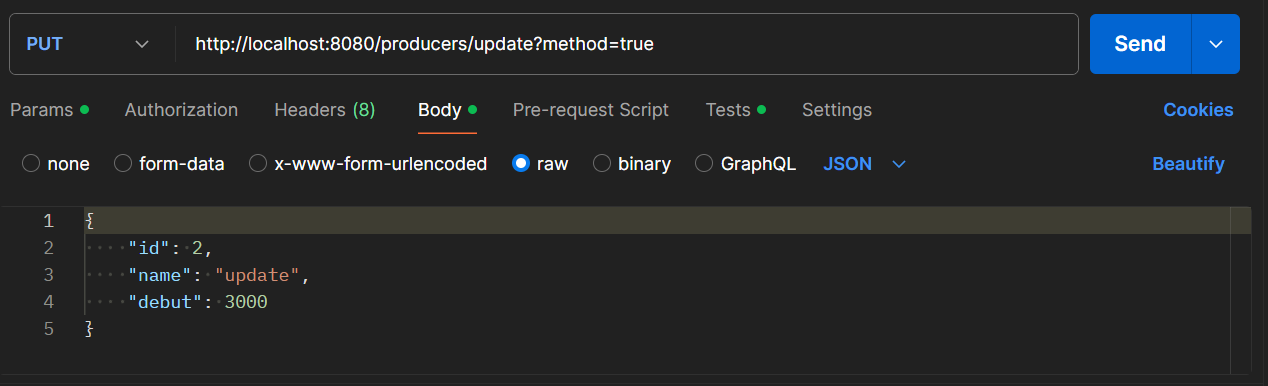 PUT http://localhost:8080/producers/update?method=true Send
Params Authorization Headers (8) Body Pre-request Script Tests Settings Cookies
none form-data x-www-form-urlencoded raw binary GraphQL JSON Beautify
1 {
2 "id": 2,
3 "name": "update",
4 "debut": 3000
5 }